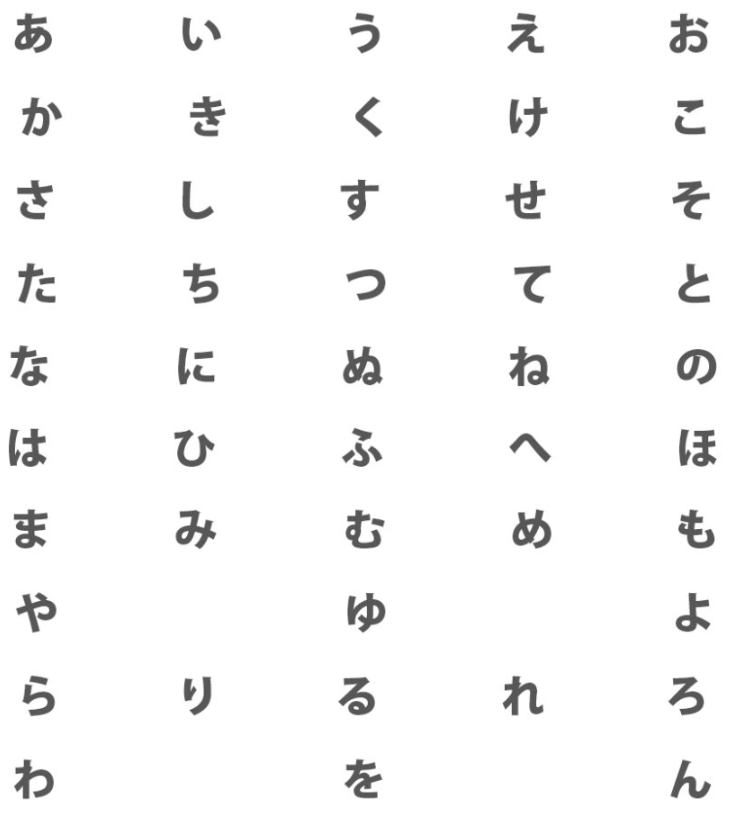 あ い う え お
か き く け こ
さ し す せ そ
た ち つ て と
な に ぬ ね の
は ひ ふ へ ほ
ま み む め も
や ゆ よ
ら り る れ ろ
わ を ん